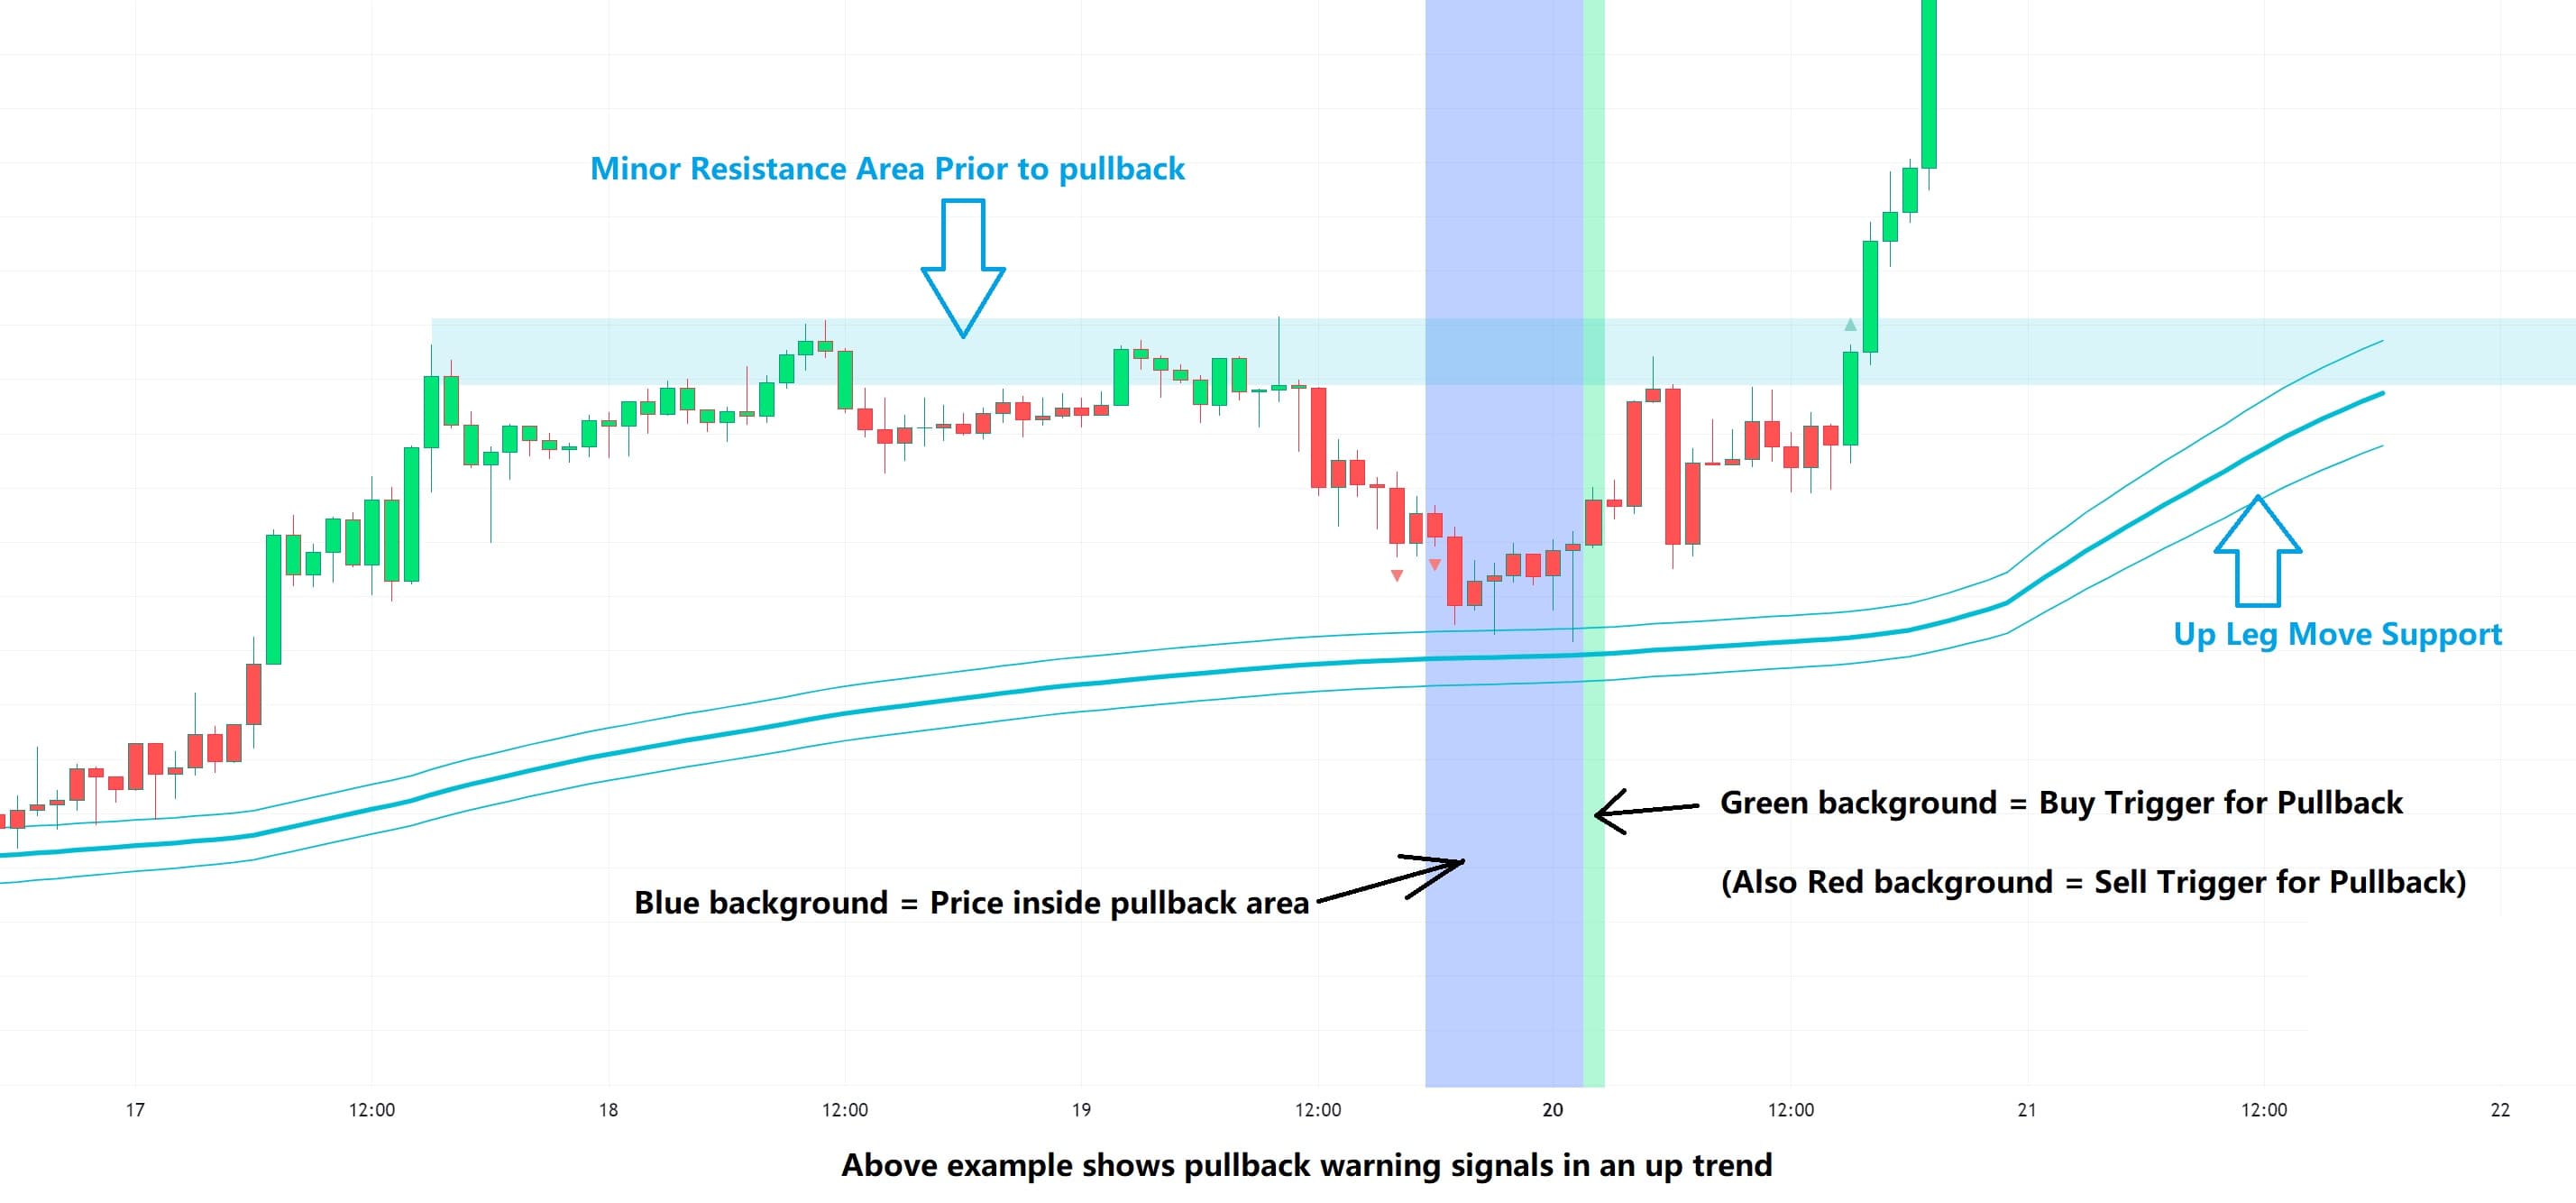 Minor Resistance Area Prior to pullback
Up Leg Move Support
Green background = Buy Trigger for Pullback
(Also Red background = Sell Trigger for Pullback)
Blue background = Price inside pullback area
17 12:00 18 12:00 19 12:00 20 12:00 21 12:00 22
Above example shows pullback warning signals in an up trend